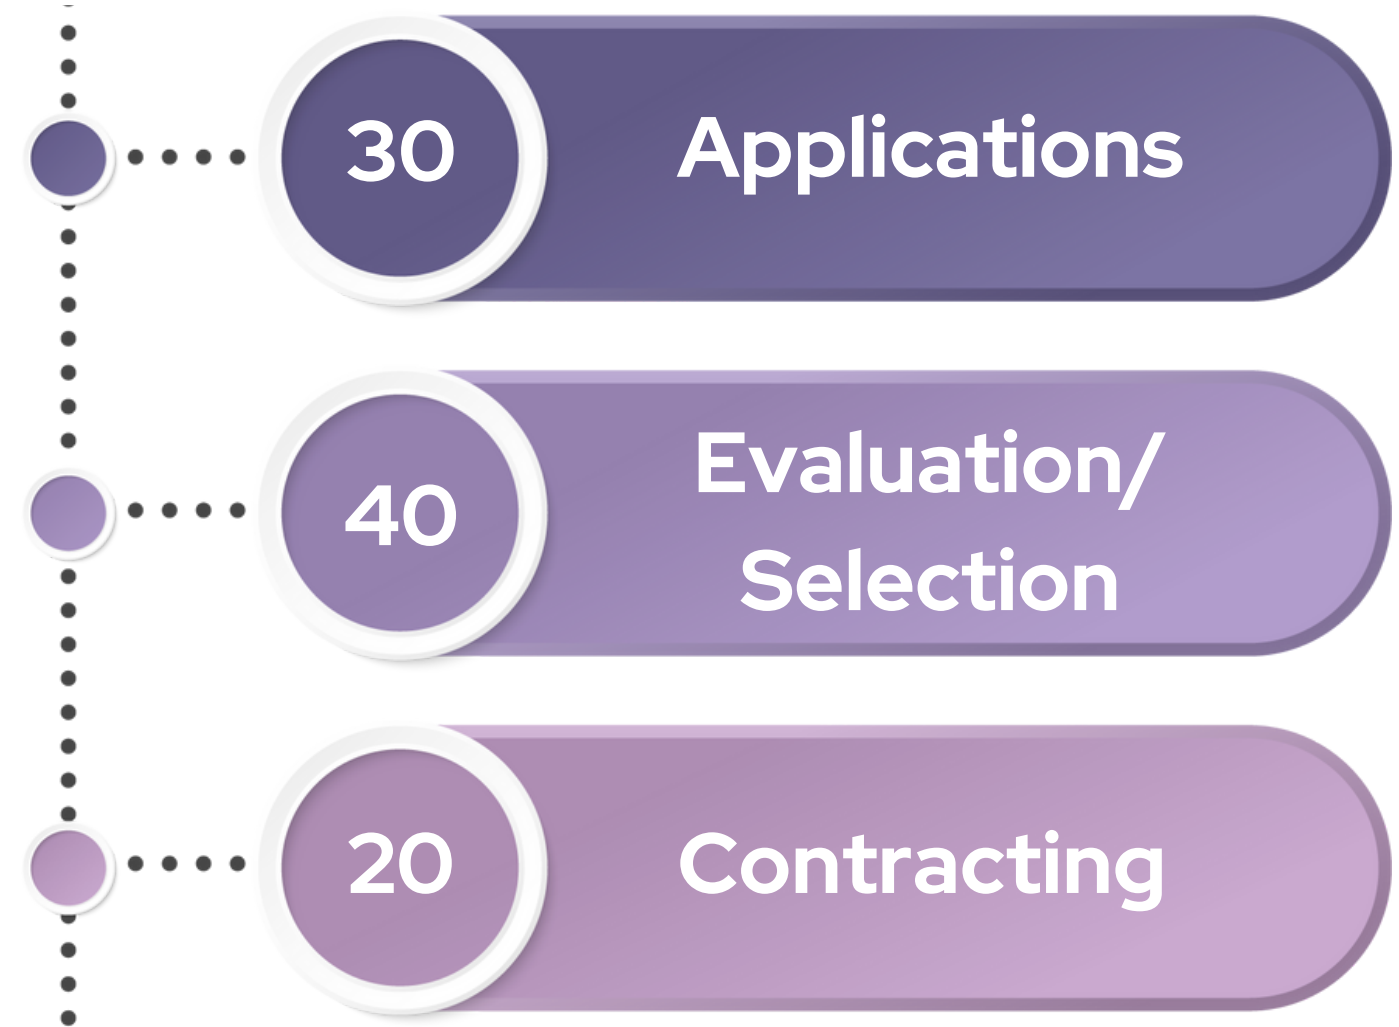 30
Applications
40
Evaluation/
Selection
20
Contracting